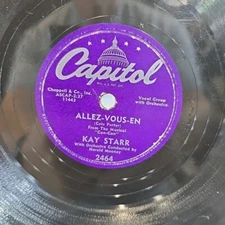 Capitol
Chappell & Co., Inc.
ASCAP-2:37
11443
Vocal Group
with Orchestra
ALLEZ-VOUS-EN
(Cole Porter)
From The Musical
"Can-Can"
KAY STARR
With Orchestra Conducted by
Harold Mooney
2464